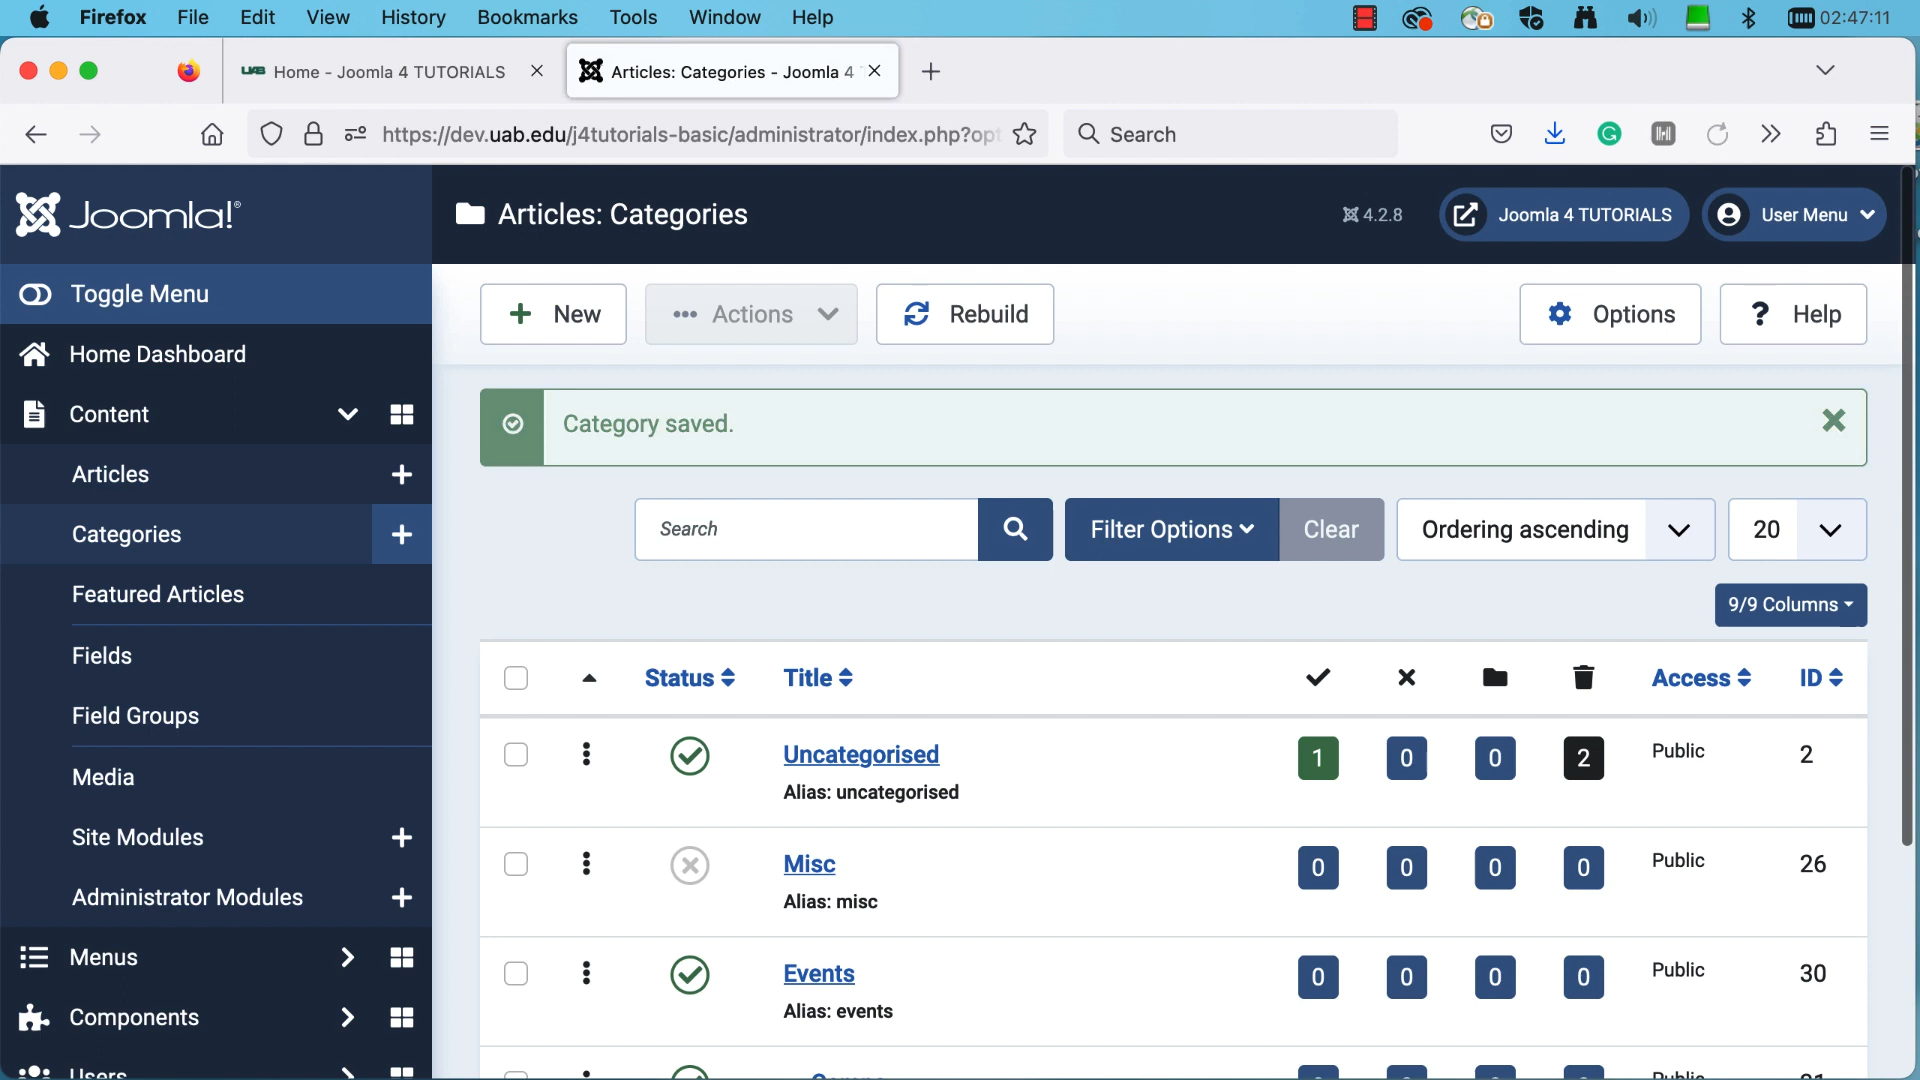 Firefox File Edit View History Bookmarks Tools Window Help 02:47:11
UAB Home - Joomla 4 TUTORIALS
Articles: Categories - Joomla 4
https://dev.uab.edu/j4tutorials-basic/administrator/index.php?opt
Search
Joomla!®
Articles: Categories
4.2.8
Joomla 4 TUTORIALS
User Menu
Toggle Menu
Home Dashboard
Content
Articles
Categories
Featured Articles
Fields
Field Groups
Media
Site Modules
Administrator Modules
Menus
Components
Users
New
Actions
Rebuild
Options
? Help
Category saved.
Search
Filter Options
Clear
Ordering ascending
20
9/9 Columns
Status Title Access ID
Uncategorised 1 0 0 2 Public 2
Alias: uncategorised
Misc 0 0 0 0 Public 26
Alias: misc
Events 0 0 0 0 Public 30
Alias: events
Public